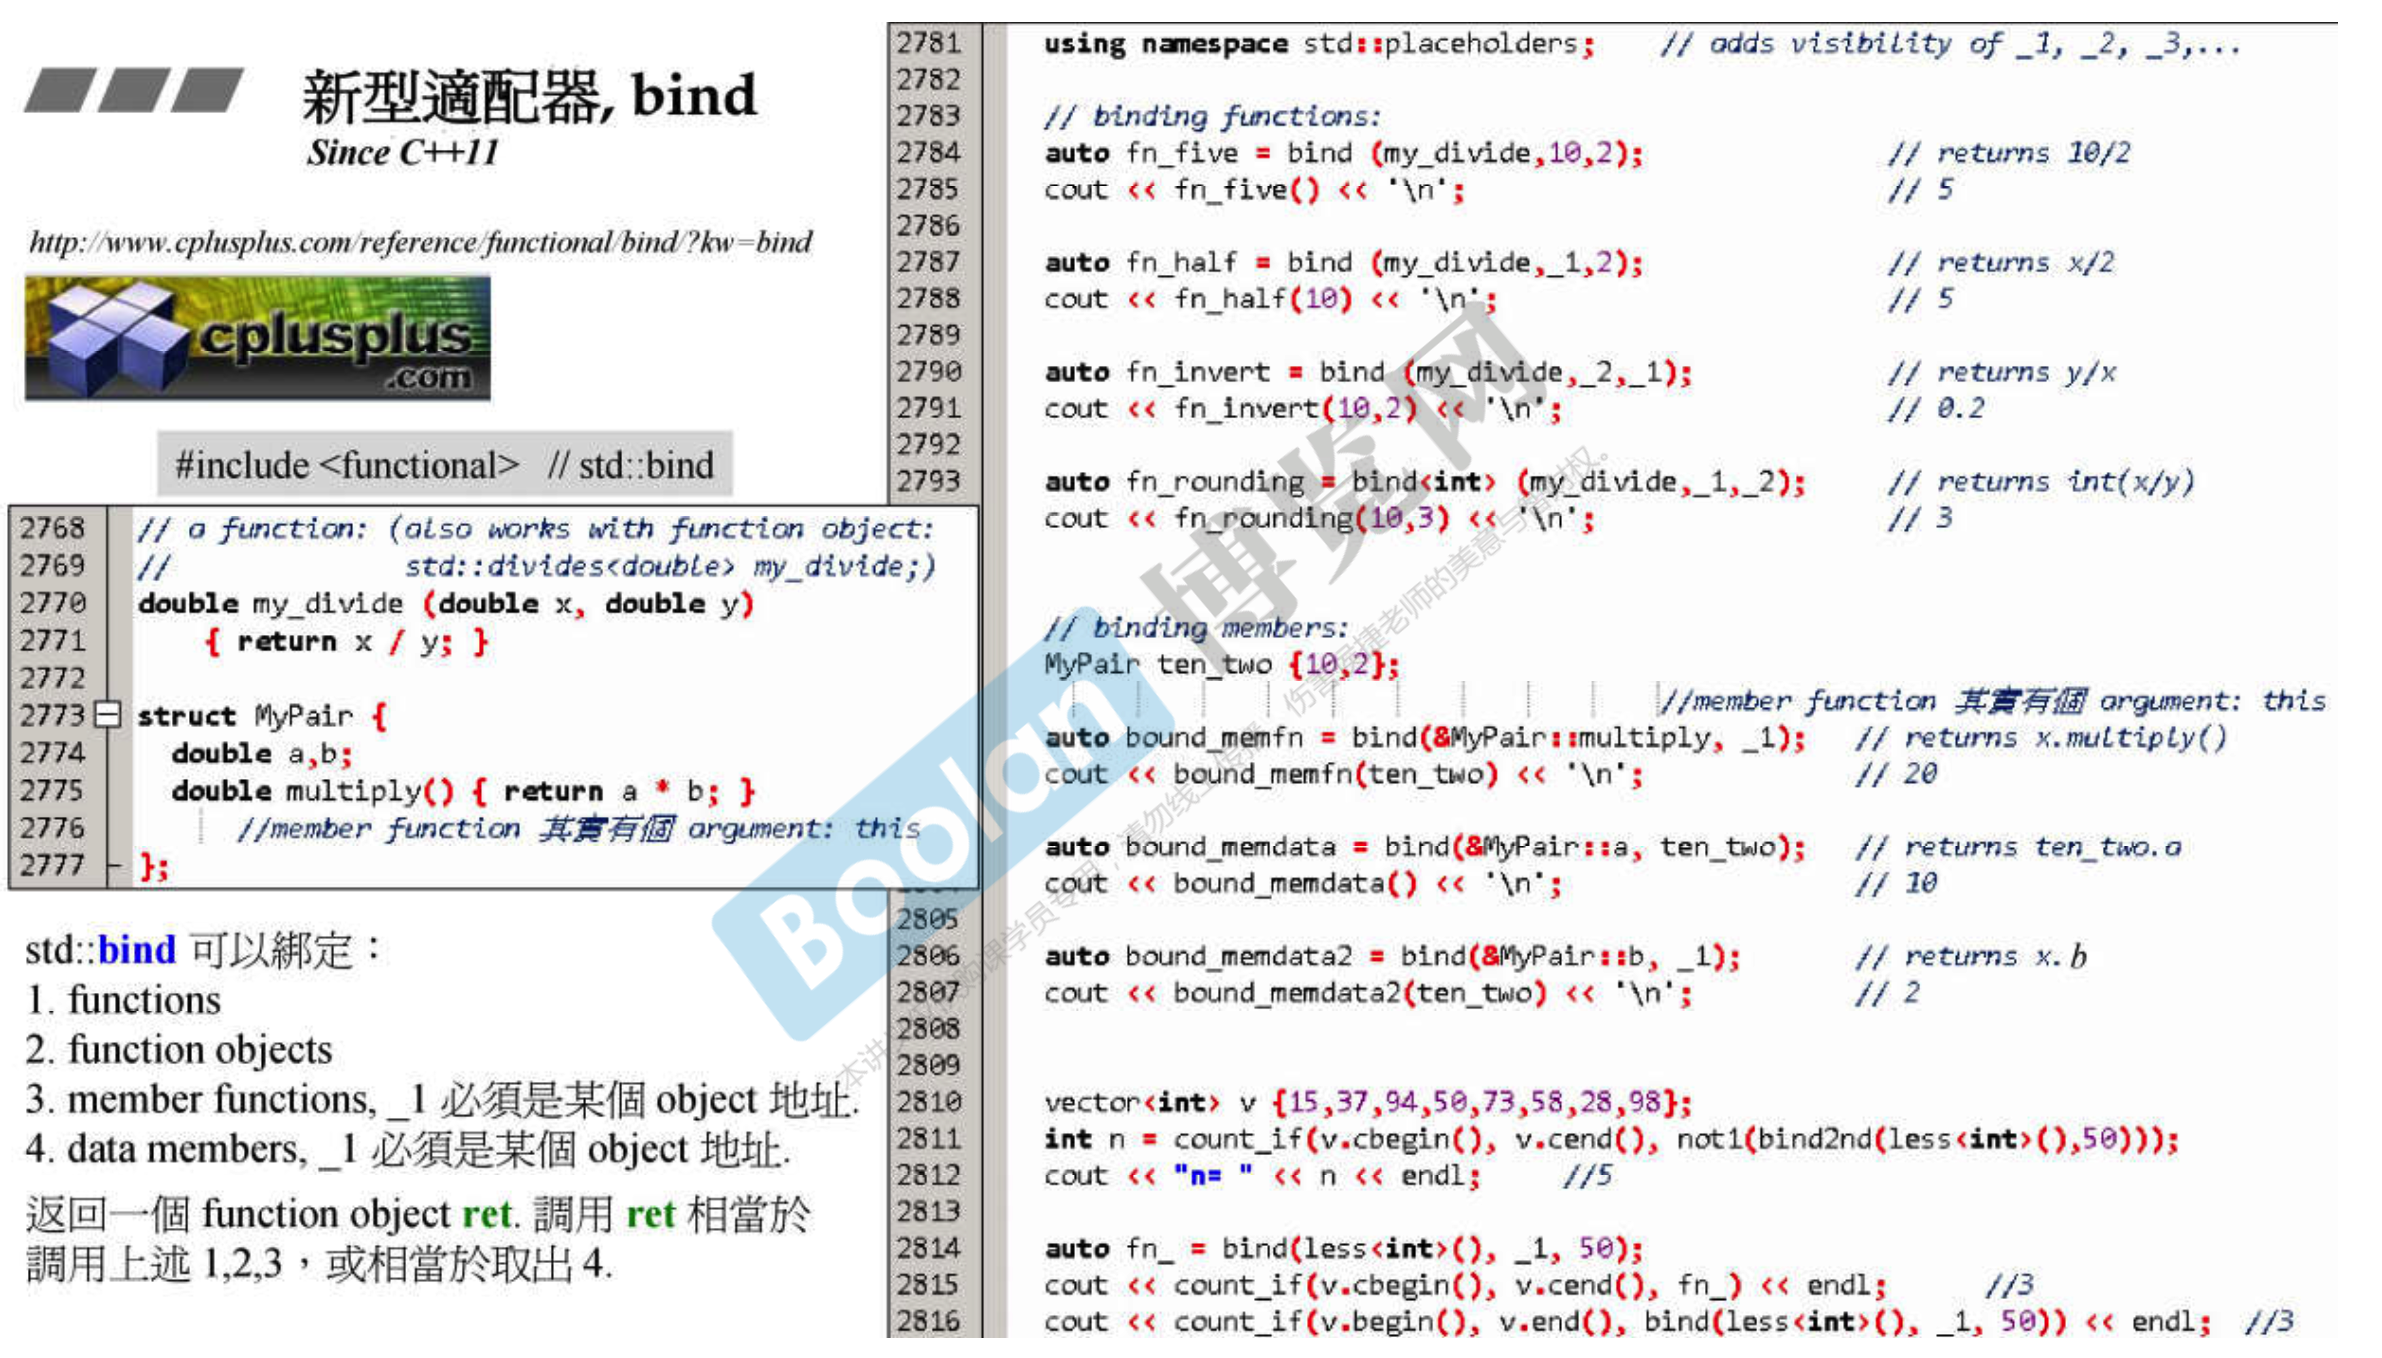 新型適配器, bind
Since C++11
http://www.cplusplus.com/reference/functional/bind/?kw=bind
cplusplus
.com
#include <functional>   // std::bind
2768 // a function: (also works with function object:
2769 //              std::divides<double> my_divide;)
2770 double my_divide (double x, double y)
2771     { return x / y; }
2772
2773 struct MyPair {
2774   double a,b;
2775   double multiply() { return a * b; }
2776       //member function 其實有個 argument: this
2777 };
std::bind 可以綁定：
1. functions
2. function objects
3. member functions, _1 必須是某個 object 地址.
4. data members, _1 必須是某個 object 地址.
返回一個 function object ret. 調用 ret 相當於
調用上述 1,2,3，或相當於取出 4.
2781 using namespace std::placeholders;    // adds visibility of _1, _2, _3,...
2782
2783 // binding functions:
2784 auto fn_five = bind (my_divide,10,2);               // returns 10/2
2785 cout << fn_five() << '\n';                          // 5
2786
2787 auto fn_half = bind (my_divide,_1,2);               // returns x/2
2788 cout << fn_half(10) << '\n';                        // 5
2789
2790 auto fn_invert = bind (my_divide,_2,_1);            // returns y/x
2791 cout << fn_invert(10,2) << '\n';                    // 0.2
2792
2793 auto fn_rounding = bind<int> (my_divide,_1,_2);     // returns int(x/y)
cout << fn_rounding(10,3) << '\n';                  // 3
// binding members:
MyPair ten_two {10,2};
//member function 其實有個 argument: this
auto bound_memfn = bind(&MyPair::multiply, _1);   // returns x.multiply()
cout << bound_memfn(ten_two) << '\n';             // 20
auto bound_memdata = bind(&MyPair::a, ten_two);   // returns ten_two.a
cout << bound_memdata() << '\n';                  // 10
2805
2806 auto bound_memdata2 = bind(&MyPair::b, _1);       // returns x.b
2807 cout << bound_memdata2(ten_two) << '\n';          // 2
2808
2809
2810 vector<int> v {15,37,94,50,73,58,28,98};
2811 int n = count_if(v.cbegin(), v.cend(), not1(bind2nd(less<int>(),50)));
2812 cout << "n= " << n << endl;     //5
2813
2814 auto fn_ = bind(less<int>(), _1, 50);
2815 cout << count_if(v.cbegin(), v.cend(), fn_) << endl;      //3
2816 cout << count_if(v.begin(), v.end(), bind(less<int>(), _1, 50)) << endl;  //3
Boolan 博览网